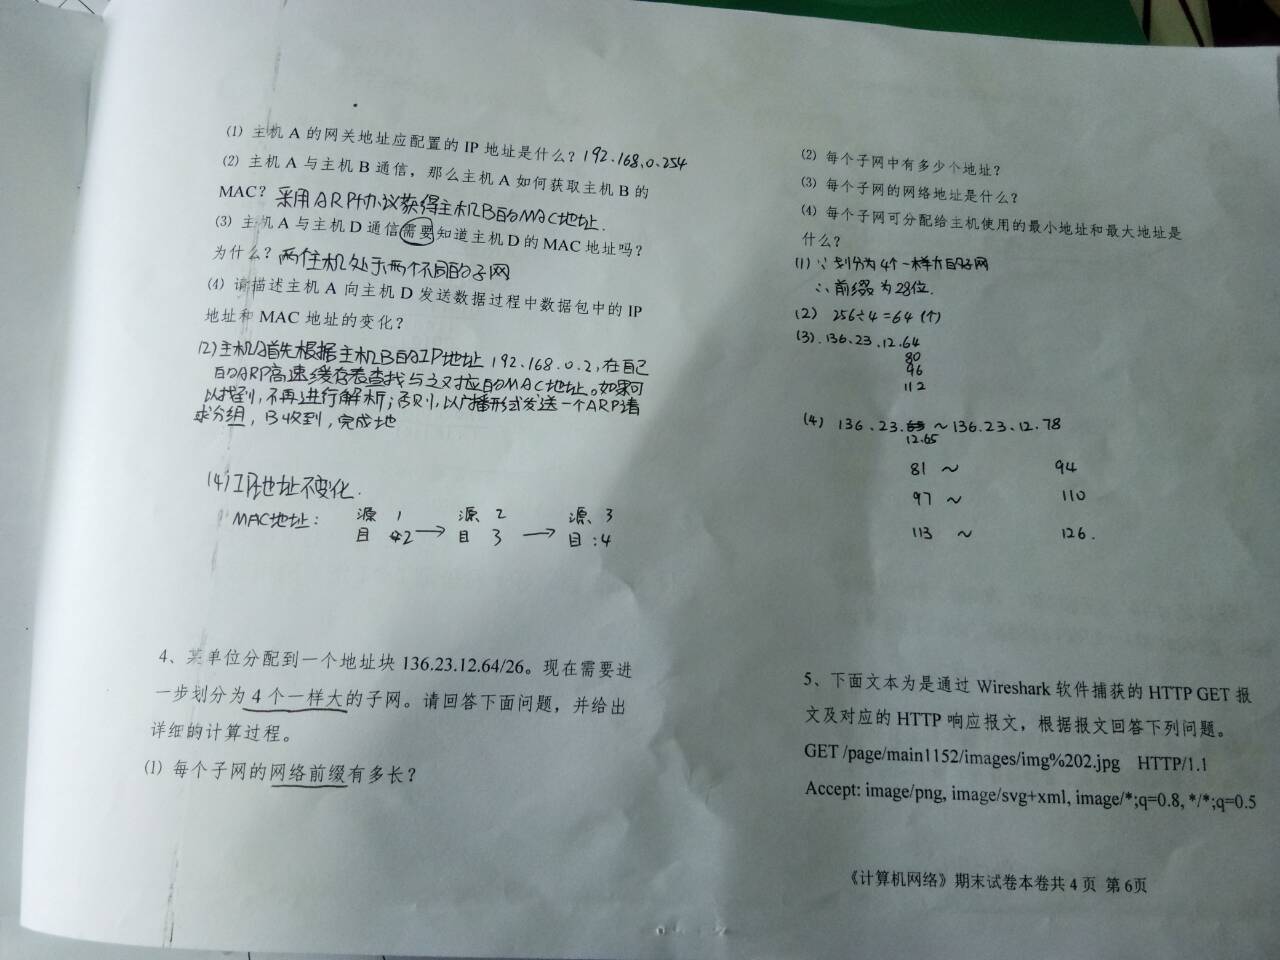 (1) 主机 A 的网关地址应配置的 IP 地址是什么？192.168.0.254
(2) 主机 A 与主机 B 通信，那么主机 A 如何获取主机 B 的
MAC？采用ARP协议获得主机B的MAC地址.
(3) 主机 A 与主机 D 通信需要知道主机 D 的 MAC 地址吗？
为什么？两住机处于两个不同的子网
(4) 请描述主机 A 向主机 D 发送数据过程中数据包中的 IP
地址和 MAC 地址的变化？
(2)主机A首先根据主机B的IP地址 192.168.0.2,在自己
的ARP高速缓存表查找与之对应的MAC地址。如果可
以找到,不再进行解析；否则,以广播形式发送一个ARP请
求分组，B收到，完成地
(4)IP地址不变化.
MAC地址： 源 1 源 2 源 3
目 2 → 目 3 → 目:4
4、某单位分配到一个地址块 136.23.12.64/26。现在需要进
一步划分为 4 个一样大的子网。请回答下面问题，并给出
详细的计算过程。
(1) 每个子网的网络前缀有多长？
(2) 每个子网中有多少个地址？
(3) 每个子网的网络地址是什么？
(4) 每个子网可分配给主机使用的最小地址和最大地址是
什么？
(1) ∵ 划分为4个一样大的子网
∴ 前缀为28位.
(2) 256÷4=64 (个)
(3).136.23.12.64
80
96
112
(4) 136.23. ~ 136.23.12.78
12.65
81 ~ 94
97 ~ 110
113 ~ 126.
5、下面文本为是通过 Wireshark 软件捕获的 HTTP GET 报
文及对应的 HTTP 响应报文，根据报文回答下列问题。
GET /page/main1152/images/img%202.jpg HTTP/1.1
Accept: image/png, image/svg+xml, image/*;q=0.8, */*;q=0.5
《计算机网络》期末试卷本卷共 4 页 第 6页